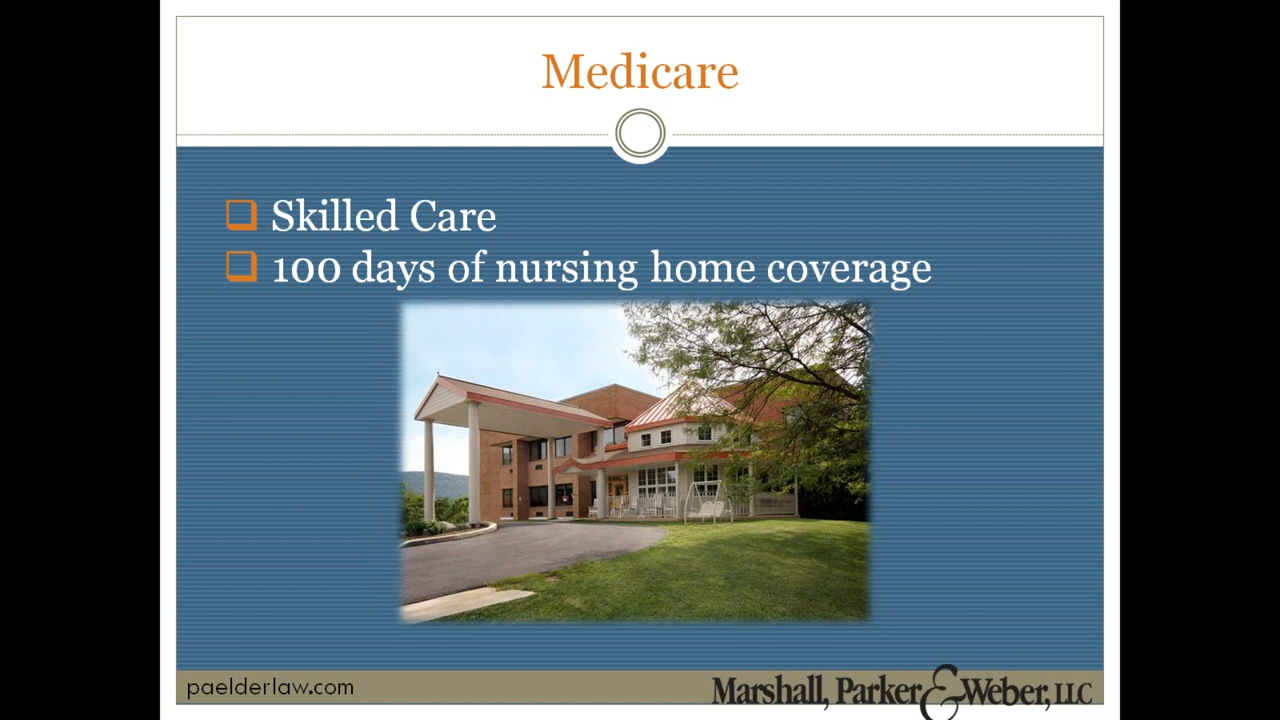 Medicare
Skilled Care
100 days of nursing home coverage
paelderlaw.com
Marshall, Parker & Weber, LLC